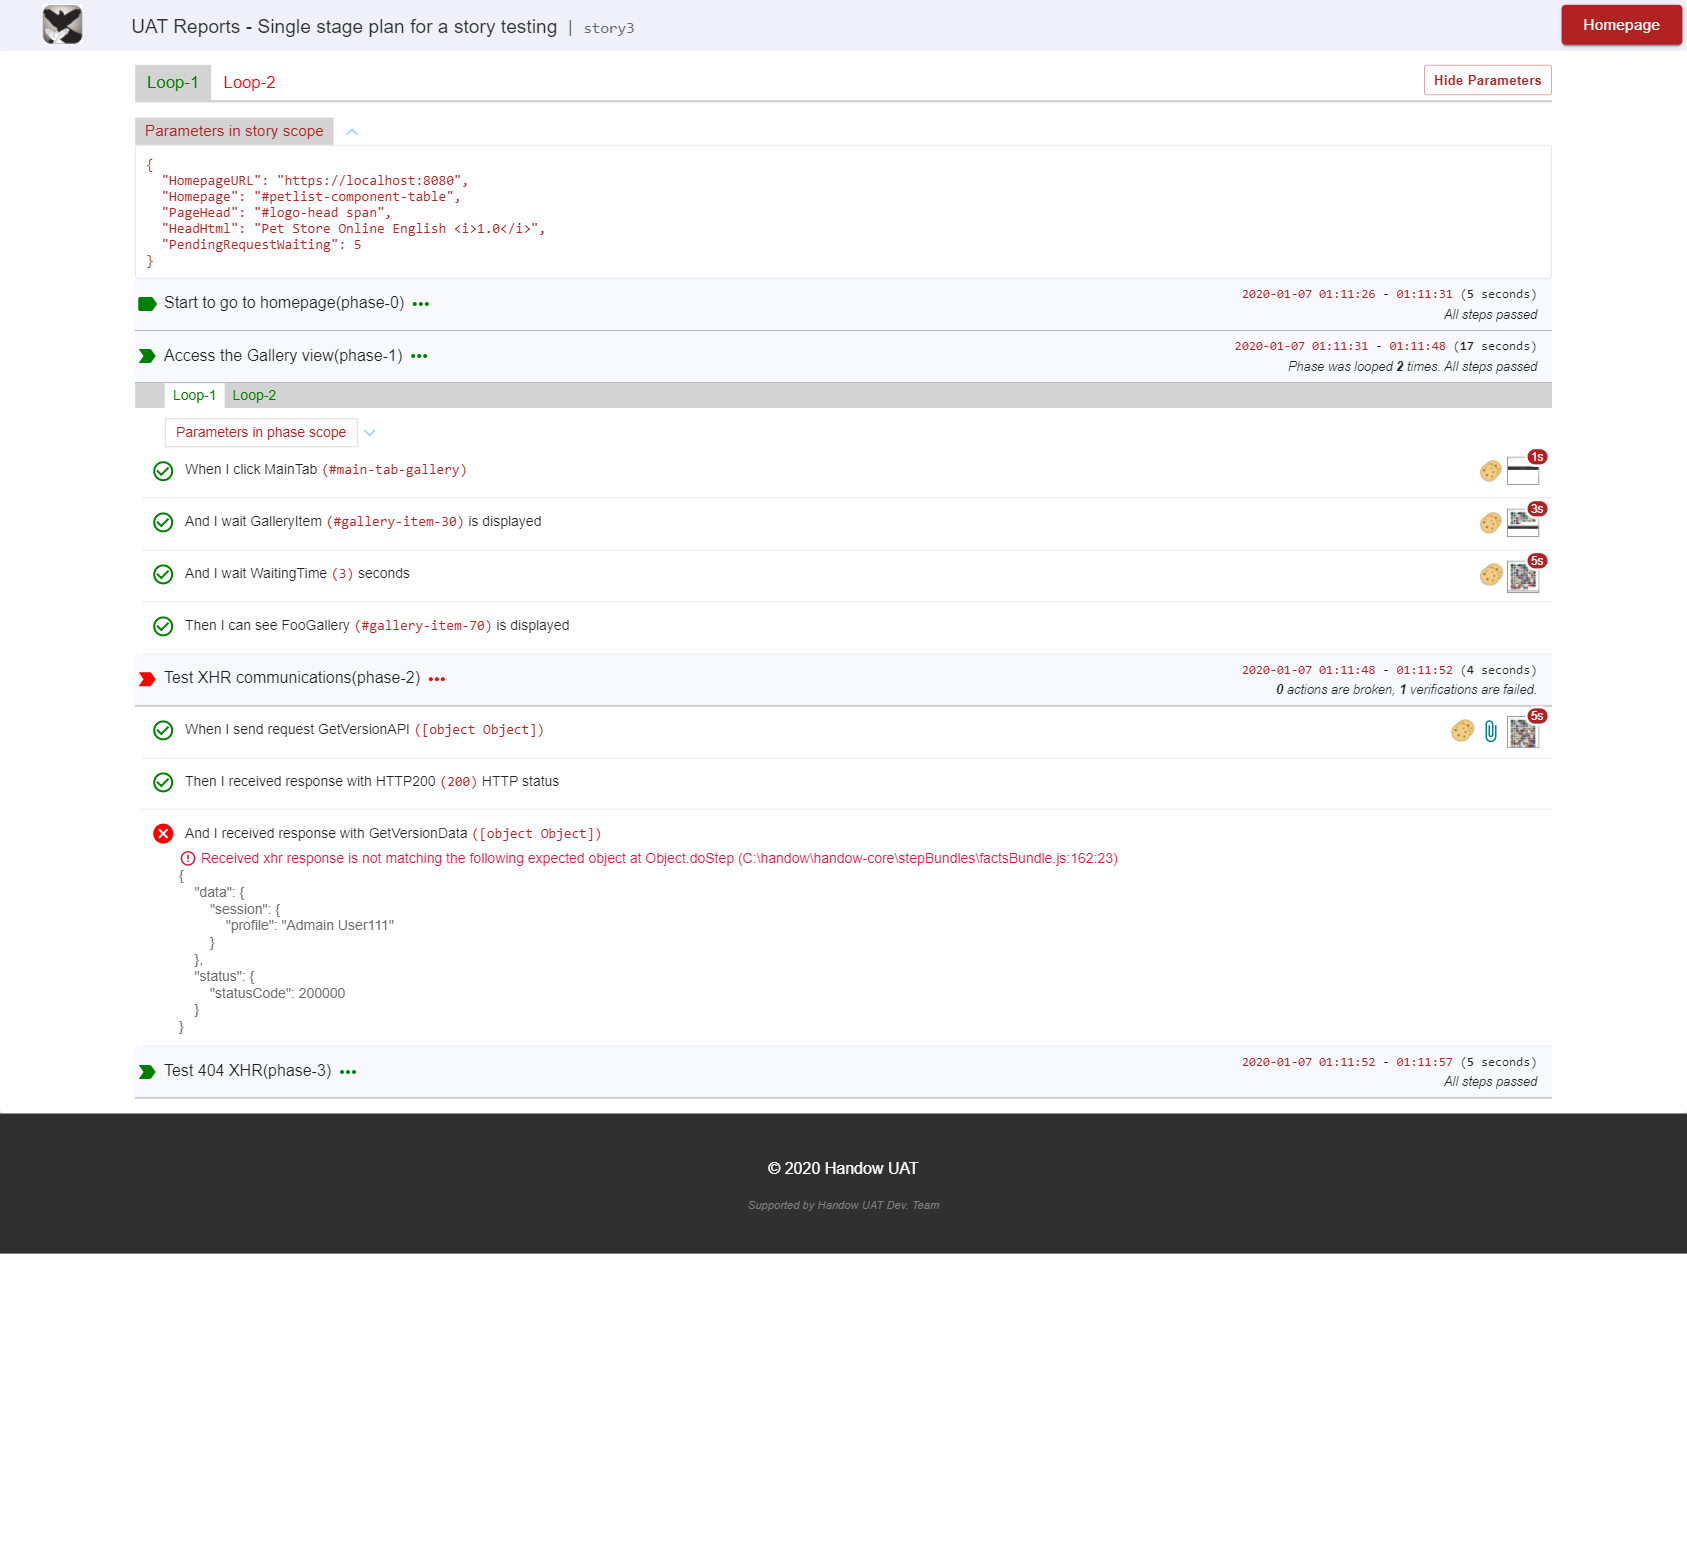 UAT Reports - Single stage plan for a story testing | story3
Homepage
Loop-1 Loop-2
Hide Parameters
Parameters in story scope
{
"HomepageURL": "https://localhost:8080",
"Homepage": "#petlist-component-table",
"PageHead": "#logo-head span",
"HeadHtml": "Pet Store Online English <i>1.0</i>",
"PendingRequestWaiting": 5
}
Start to go to homepage(phase-0) •••
2020-01-07 01:11:26 - 01:11:31 (5 seconds)
All steps passed
Access the Gallery view(phase-1) •••
2020-01-07 01:11:31 - 01:11:48 (17 seconds)
Phase was looped 2 times. All steps passed
Loop-1 Loop-2
Parameters in phase scope
When I click MainTab (#main-tab-gallery)
1s
And I wait GalleryItem (#gallery-item-30) is displayed
3s
And I wait WaitingTime (3) seconds
5s
Then I can see FooGallery (#gallery-item-70) is displayed
Test XHR communications(phase-2) •••
2020-01-07 01:11:48 - 01:11:52 (4 seconds)
0 actions are broken, 1 verifications are failed.
When I send request GetVersionAPI ([object Object])
5s
Then I received response with HTTP200 (200) HTTP status
And I received response with GetVersionData ([object Object])
Received xhr response is not matching the following expected object at Object.doStep (C:\handow\handow-core\stepBundles\factsBundle.js:162:23)
{
"data": {
"session": {
"profile": "Admain User111"
}
},
"status": {
"statusCode": 200000
}
}
Test 404 XHR(phase-3) •••
2020-01-07 01:11:52 - 01:11:57 (5 seconds)
All steps passed
© 2020 Handow UAT
Supported by Handow UAT Dev. Team